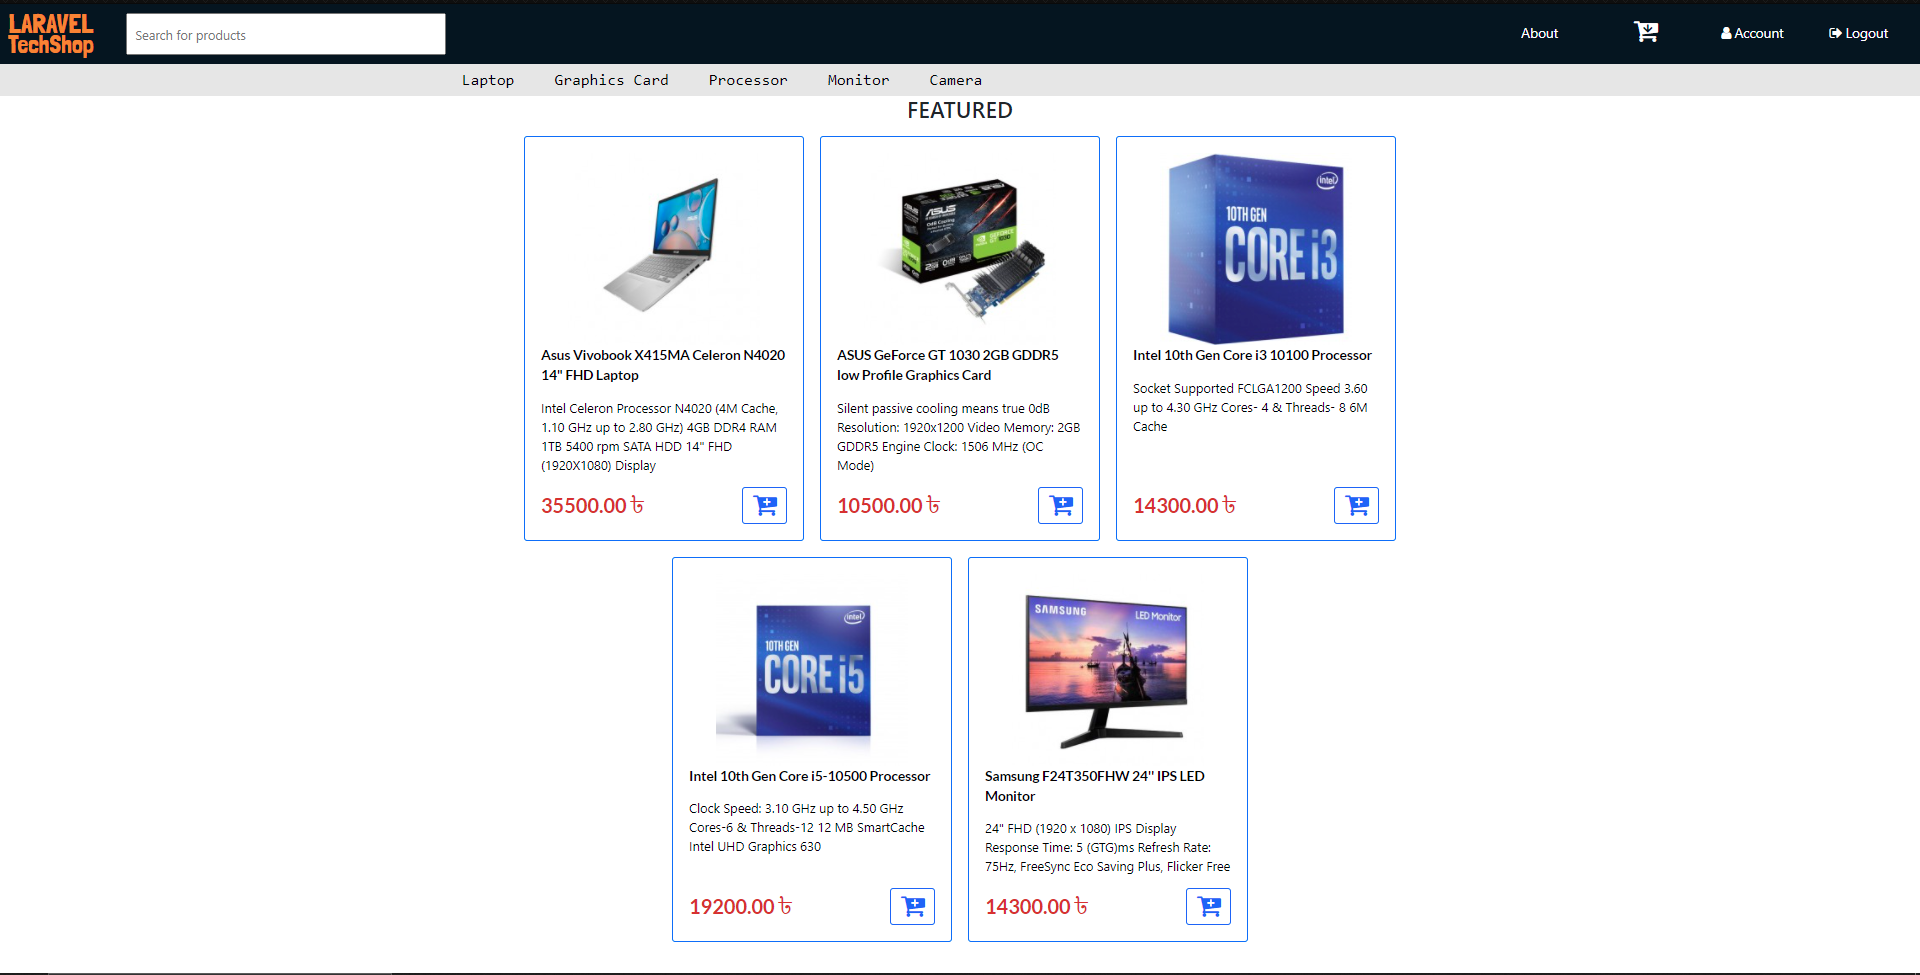 LARAVEL
TechShop
Search for products
About
Account
Logout
Laptop
Graphics Card
Processor
Monitor
Camera
FEATURED
ASUS
GEFORCE
intel
10TH GEN
CORE i3
Asus Vivobook X415MA Celeron N4020
14" FHD Laptop
Intel Celeron Processor N4020 (4M Cache,
1.10 GHz up to 2.80 GHz) 4GB DDR4 RAM
1TB 5400 rpm SATA HDD 14" FHD
(1920X1080) Display
35500.00 ৳
ASUS GeForce GT 1030 2GB GDDR5
low Profile Graphics Card
Silent passive cooling means true 0dB
Resolution: 1920x1200 Video Memory: 2GB
GDDR5 Engine Clock: 1506 MHz (OC
Mode)
10500.00 ৳
Intel 10th Gen Core i3 10100 Processor
Socket Supported FCLGA1200 Speed 3.60
up to 4.30 GHz Cores- 4 & Threads- 8 6M
Cache
14300.00 ৳
intel
10TH GEN
CORE i5
SAMSUNG
LED Monitor
Intel 10th Gen Core i5-10500 Processor
Clock Speed: 3.10 GHz up to 4.50 GHz
Cores-6 & Threads-12 12 MB SmartCache
Intel UHD Graphics 630
19200.00 ৳
Samsung F24T350FHW 24'' IPS LED
Monitor
24" FHD (1920 x 1080) IPS Display
Response Time: 5 (GTG)ms Refresh Rate:
75Hz, FreeSync Eco Saving Plus, Flicker Free
14300.00 ৳